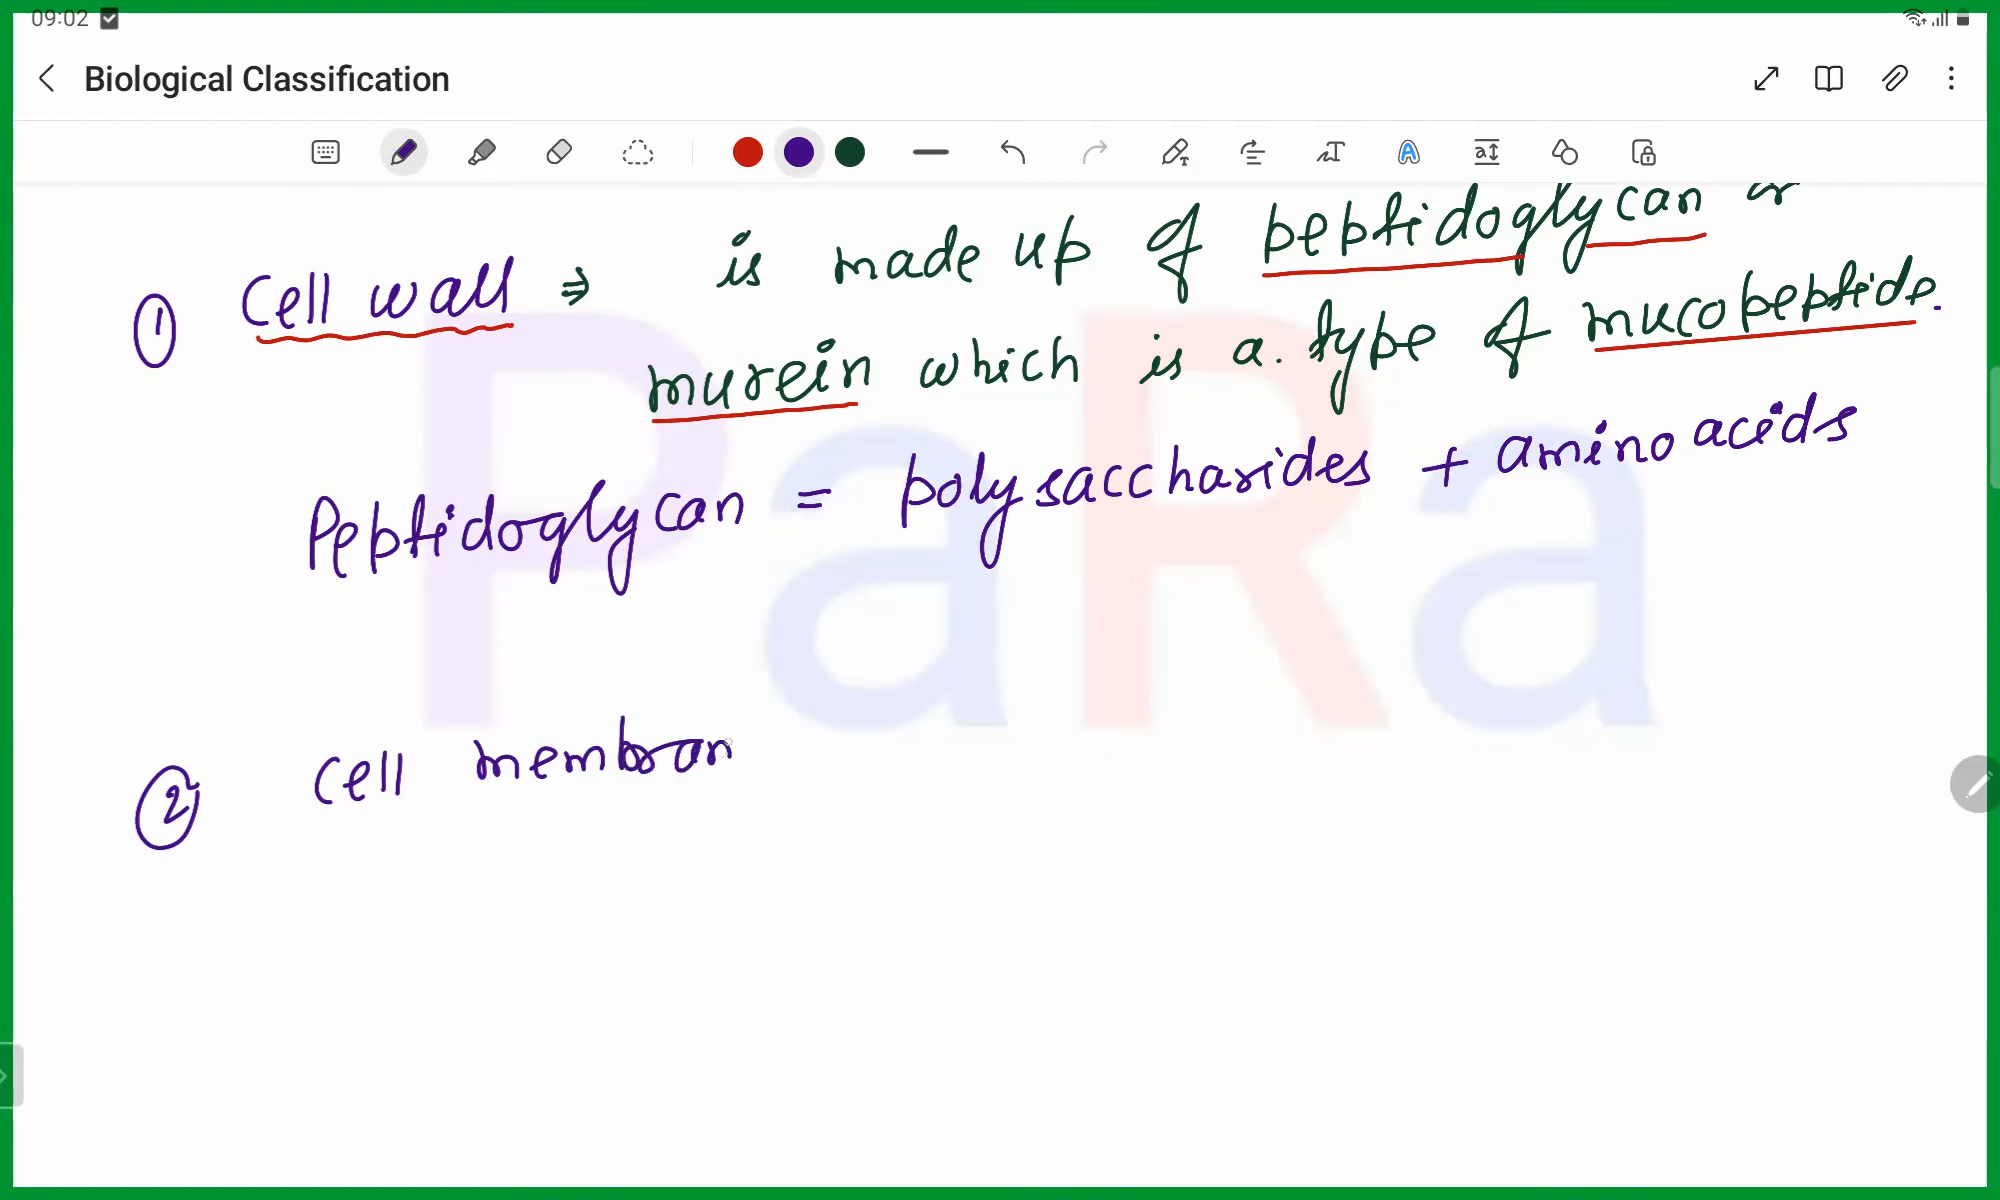 09:02
Biological Classification
is made up of peptidoglycan or
① Cell wall ⇒
murein which is a. type of mucopeptide.
Peptidoglycan = polysaccharides + amino acids
② Cell membran
PaRa